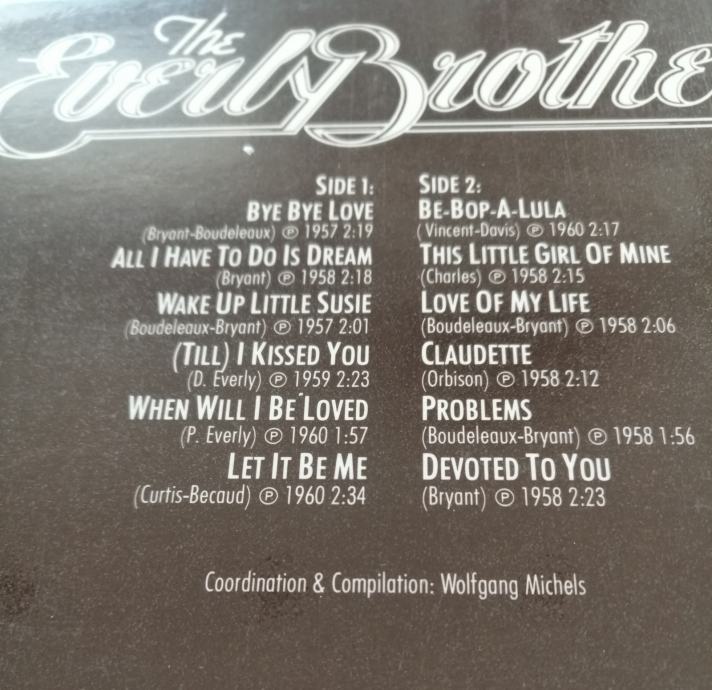 The
Everly Brothe
SIDE 1:
BYE BYE LOVE
(Bryant-Boudeleaux) ℗ 1957 2:19
ALL I HAVE TO DO IS DREAM
(Bryant) ℗ 1958 2:18
WAKE UP LITTLE SUSIE
(Boudeleaux-Bryant) ℗ 1957 2:01
(TILL) I KISSED YOU
(D. Everly) ℗ 1959 2:23
WHEN WILL I BE LOVED
(P. Everly) ℗ 1960 1:57
LET IT BE ME
(Curtis-Becaud) ℗ 1960 2:34
SIDE 2:
BE-BOP-A-LULA
(Vincent-Davis) ℗ 1960 2:17
THIS LITTLE GIRL OF MINE
(Charles) ℗ 1958 2:15
LOVE OF MY LIFE
(Boudeleaux-Bryant) ℗ 1958 2:06
CLAUDETTE
(Orbison) ℗ 1958 2:12
PROBLEMS
(Boudeleaux-Bryant) ℗ 1958 1:56
DEVOTED TO YOU
(Bryant) ℗ 1958 2:23
Coordination & Compilation: Wolfgang Michels